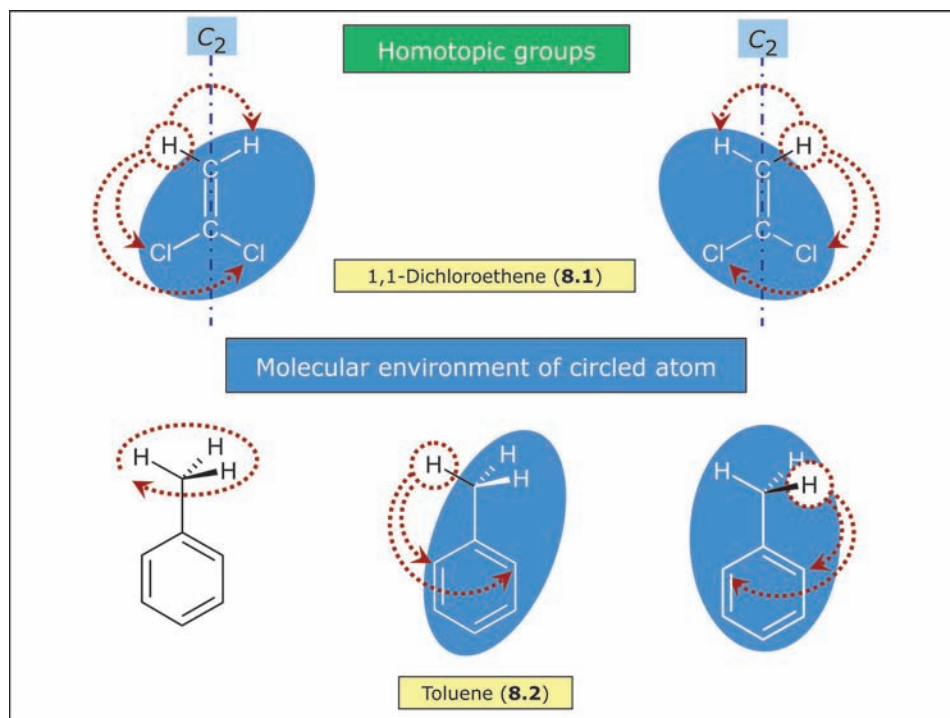 C2
Homotopic groups
C2
H H
C
C
Cl Cl
H H
C
C
Cl Cl
1,1-Dichloroethene (8.1)
Molecular environment of circled atom
H H
H
H H
H
H H
H
Toluene (8.2)